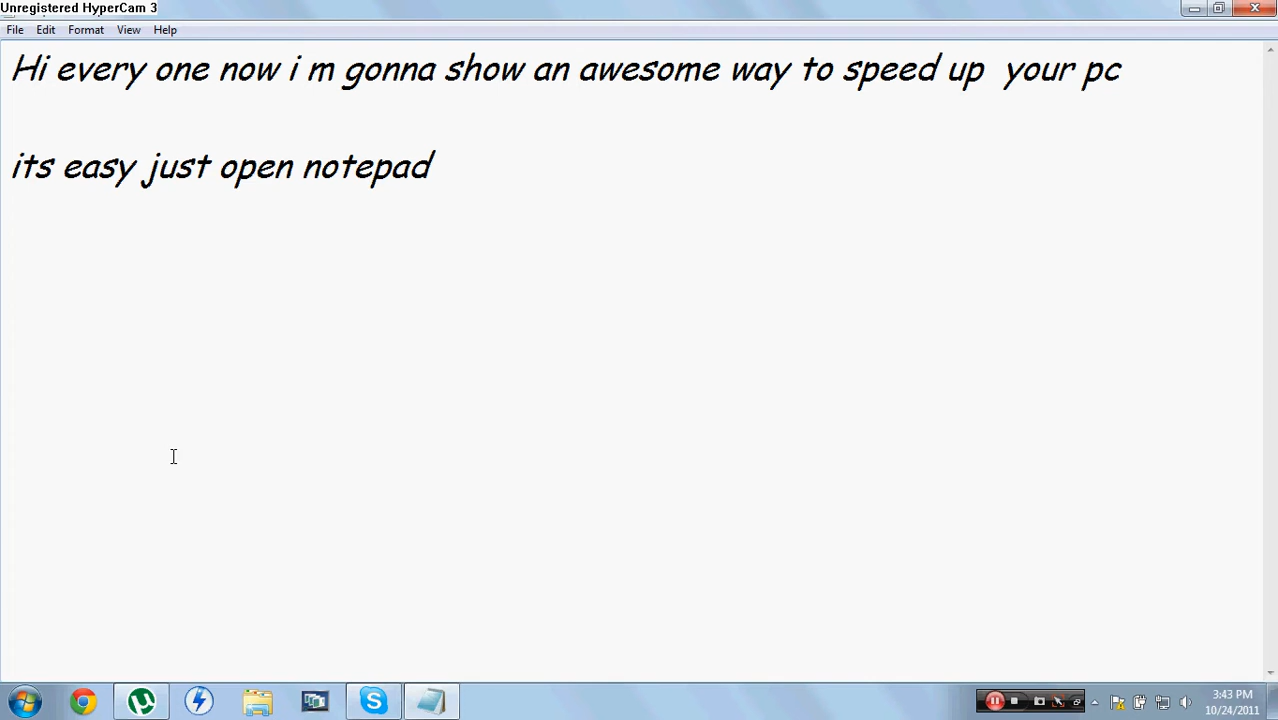 Unregistered HyperCam 3
File Edit Format View Help
Hi every one now i m gonna show an awesome way to speed up  your pc
its easy just open notepad
3:43 PM
10/24/2011